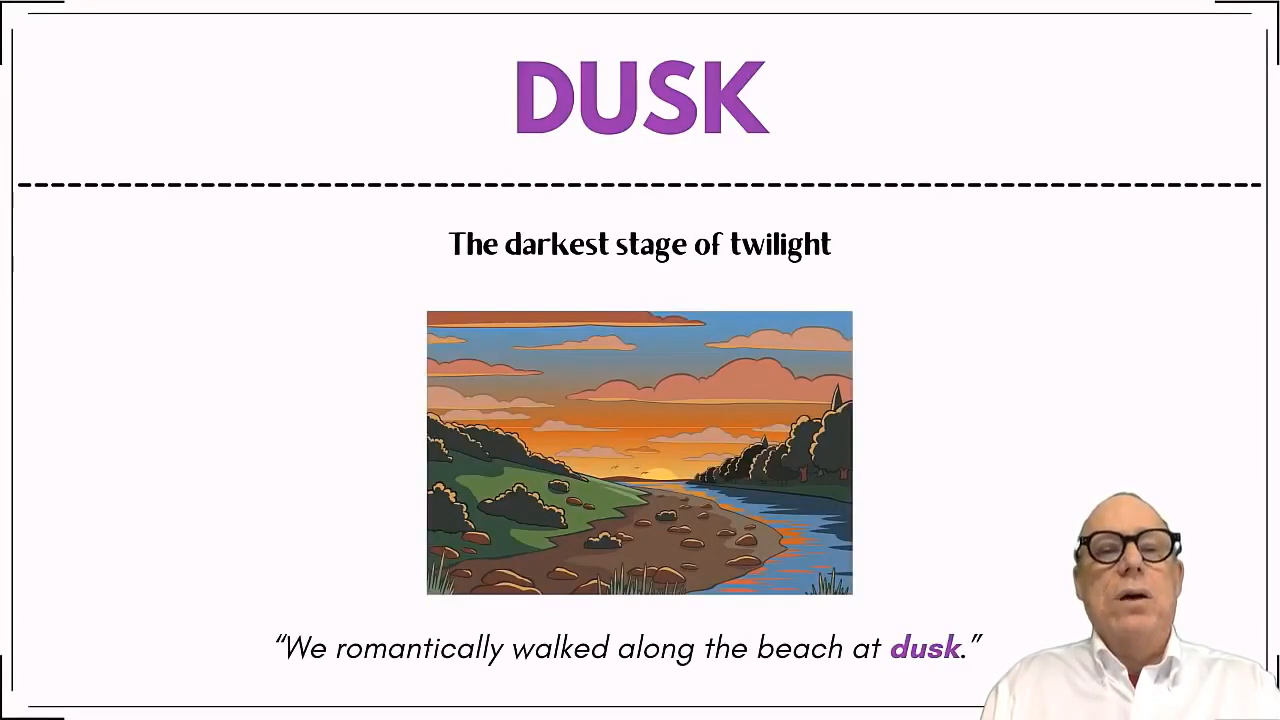 DUSK
The darkest stage of twilight
“We romantically walked along the beach at dusk.”